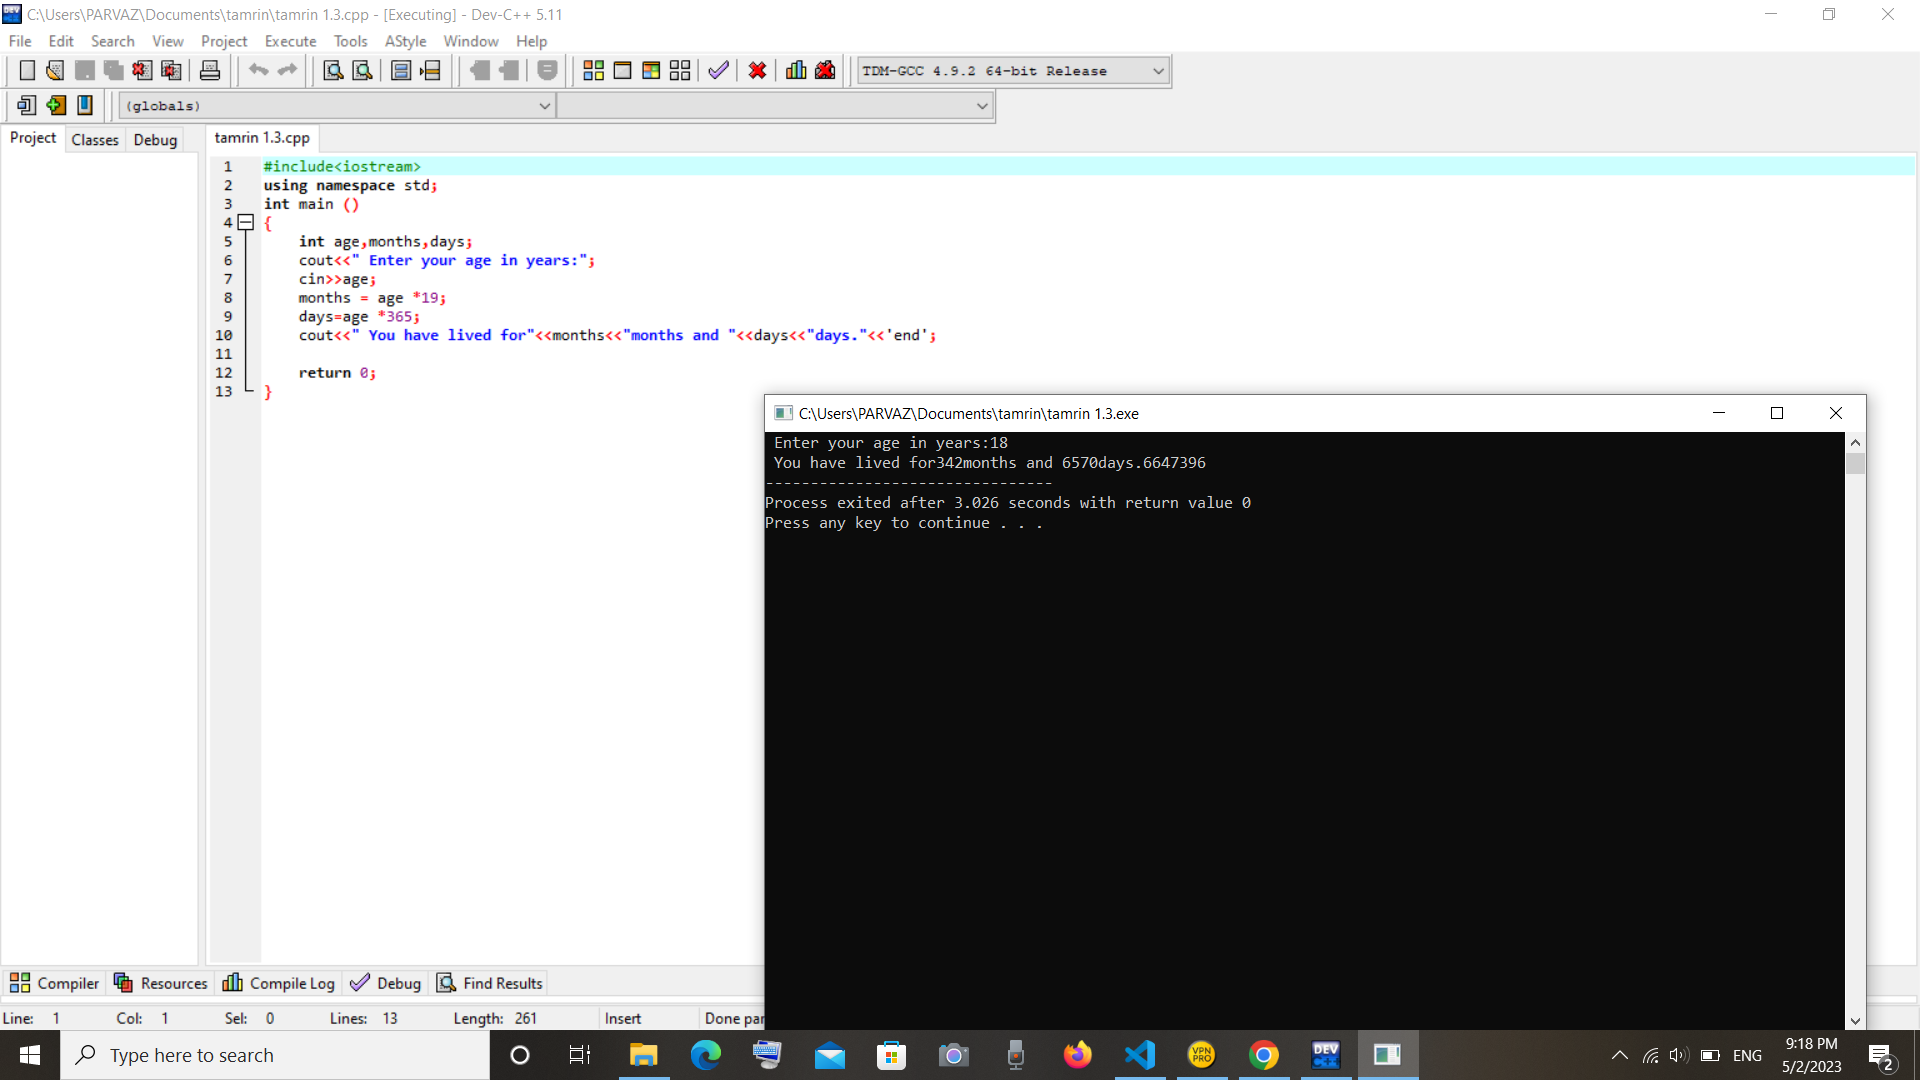 C:\Users\PARVAZ\Documents\tamrin\tamrin 1.3.cpp - [Executing] - Dev-C++ 5.11
File Edit Search View Project Execute Tools AStyle Window Help
TDM-GCC 4.9.2 64-bit Release
(globals)
Project Classes Debug
tamrin 1.3.cpp
1 #include<iostream>
2 using namespace std;
3 int main ()
4 {
5 int age,months,days;
6 cout<<" Enter your age in years:";
7 cin>>age;
8 months = age *19;
9 days=age *365;
10 cout<<" You have lived for"<<months<<"months and "<<days<<"days."<<'end';
11
12 return 0;
13 }
C:\Users\PARVAZ\Documents\tamrin\tamrin 1.3.exe
Enter your age in years:18
You have lived for342months and 6570days.6647396
--------------------------------
Process exited after 3.026 seconds with return value 0
Press any key to continue . . .
Compiler Resources Compile Log Debug Find Results
Line: 1 Col: 1 Sel: 0 Lines: 13 Length: 261 Insert Done par
Type here to search
DEV C++
VPN PRO
ENG
9:18 PM
5/2/2023
2